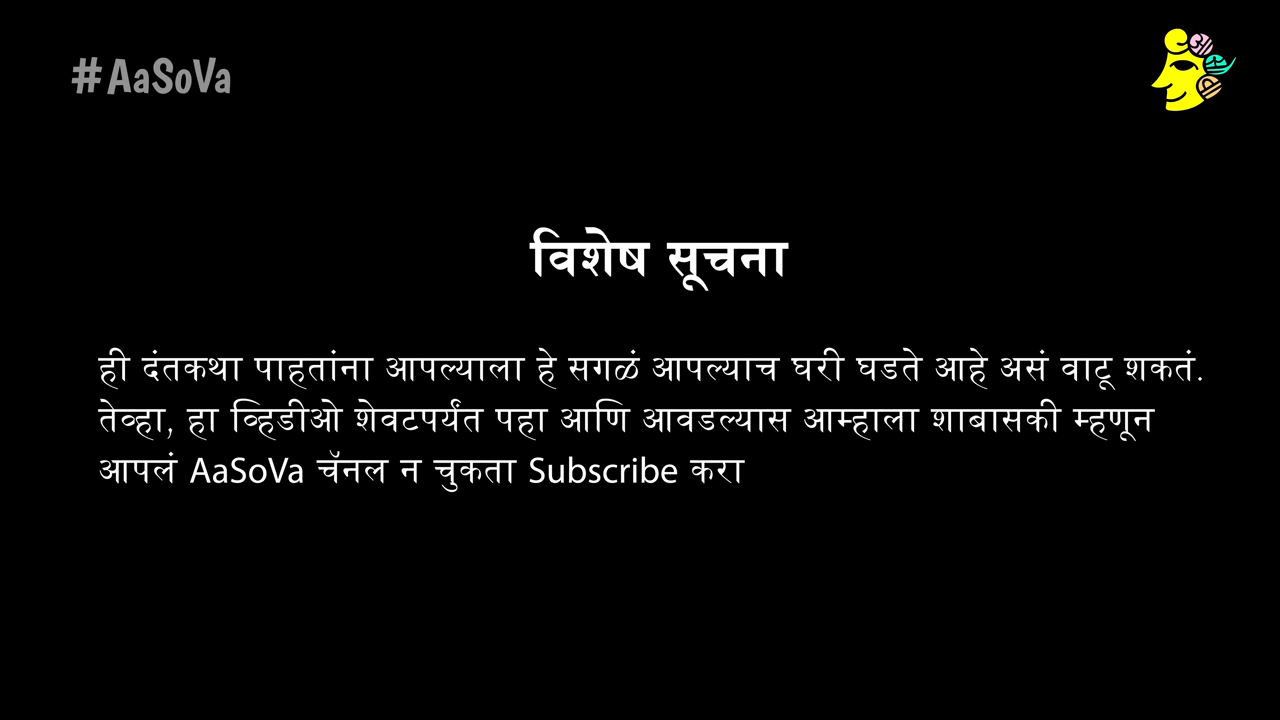 #AaSoVa
विशेष सूचना
ही दंतकथा पाहतांना आपल्याला हे सगळं आपल्याच घरी घडते आहे असं वाटू शकतं.
तेव्हा, हा व्हिडीओ शेवटपर्यंत पहा आणि आवडल्यास आम्हाला शाबासकी म्हणून
आपलं AaSoVa चॅनल न चुकता Subscribe करा